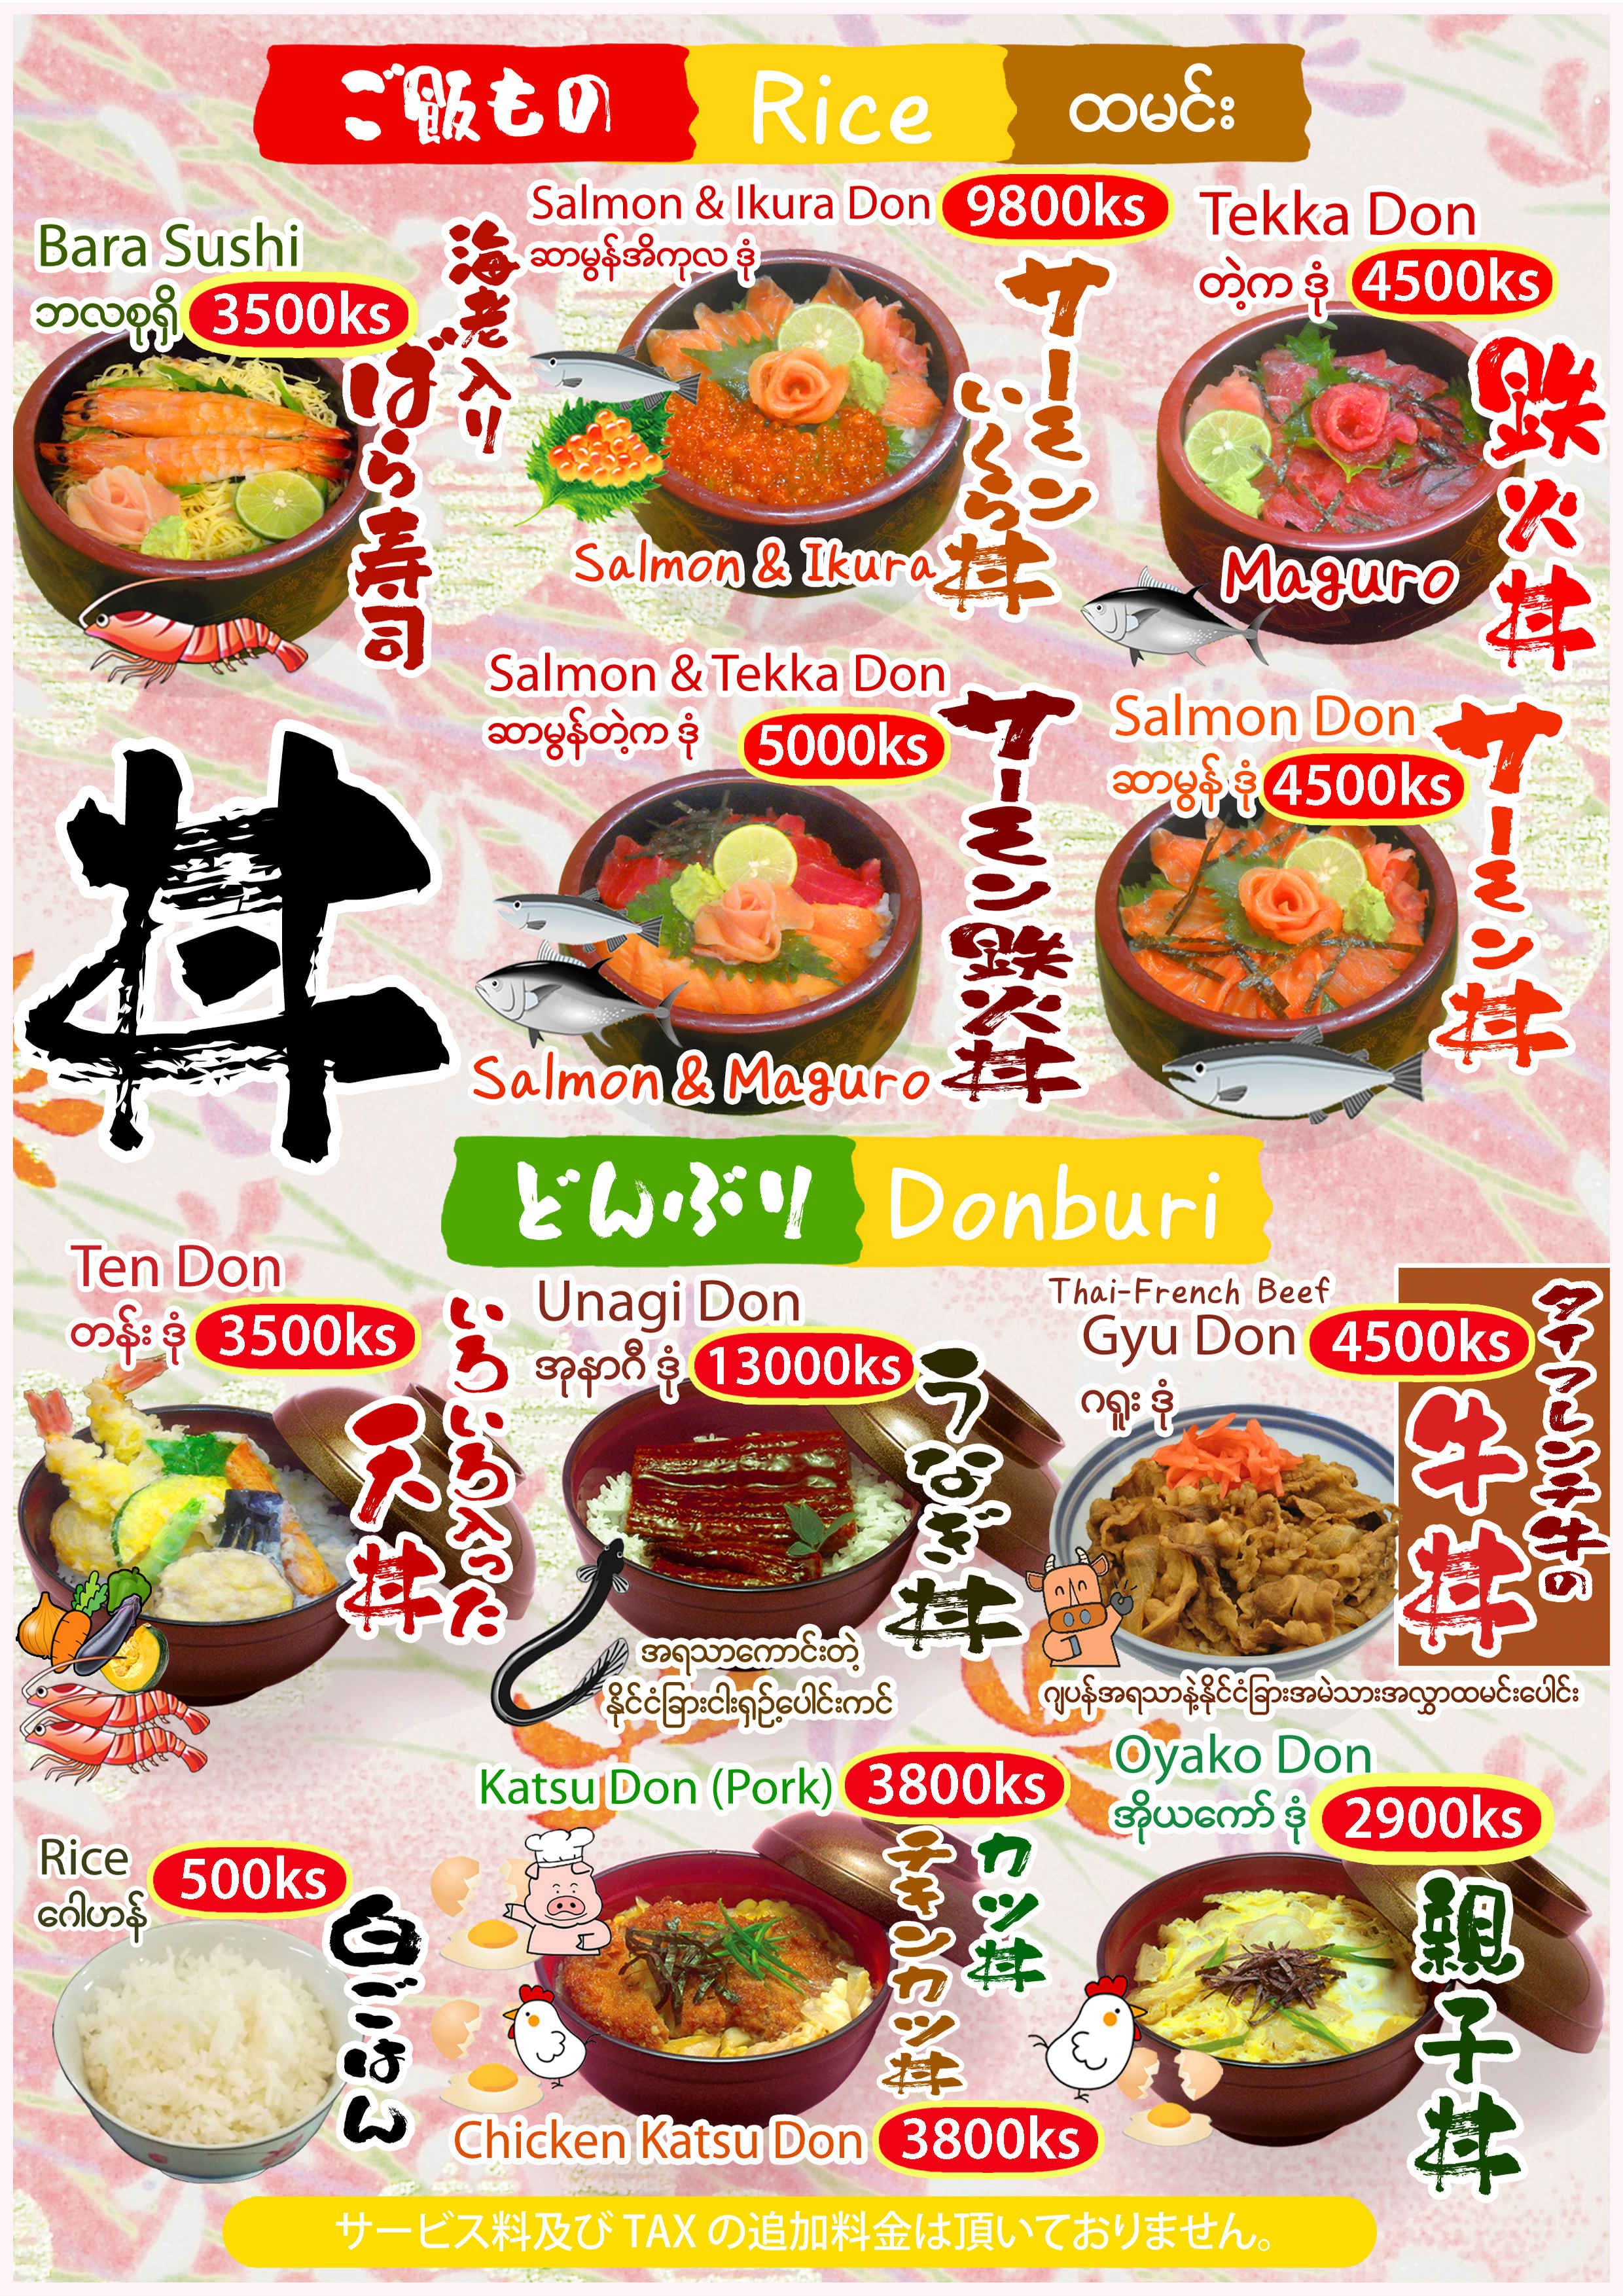 ご飯もの Rice ထမင်း
Bara Sushi
ဘလစုရှိ 3500ks
海老入り
ばら寿司
Salmon & Ikura Don 9800ks
ဆာမွန်အိကုလ ဒုံ
サーモン
いくら丼
Salmon & Ikura
Tekka Don
တဲ့က ဒုံ 4500ks
鉄火丼
Maguro
丼
Salmon & Tekka Don
ဆာမွန်တဲ့က ဒုံ 5000ks
サーモン鉄火丼
Salmon & Maguro
Salmon Don
ဆာမွန် ဒုံ 4500ks
サーモン丼
どんぶり Donburi
Ten Don
တန်း ဒုံ 3500ks
いろいろ入った
天丼
Unagi Don
အုနာဂီ ဒုံ 13000ks
うなぎ丼
အရသာကောင်းတဲ့
နိုင်ငံခြားငါးရှဉ့်ပေါင်းကင်
Thai-French Beef
Gyu Don 4500ks
ဂရူး ဒုံ
タイフレンチ牛の
牛丼
ဂျပန်အရသာနဲ့နိုင်ငံခြားအမဲသားအလွှာထမင်းပေါင်း
Rice 500ks
ဂေါဟန်
白ごはん
Katsu Don (Pork) 3800ks
カツ丼
チキンカツ丼
Chicken Katsu Don 3800ks
Oyako Don
အိုယကော် ဒုံ 2900ks
親子丼
サービス料及び TAX の追加料金は頂いておりません。